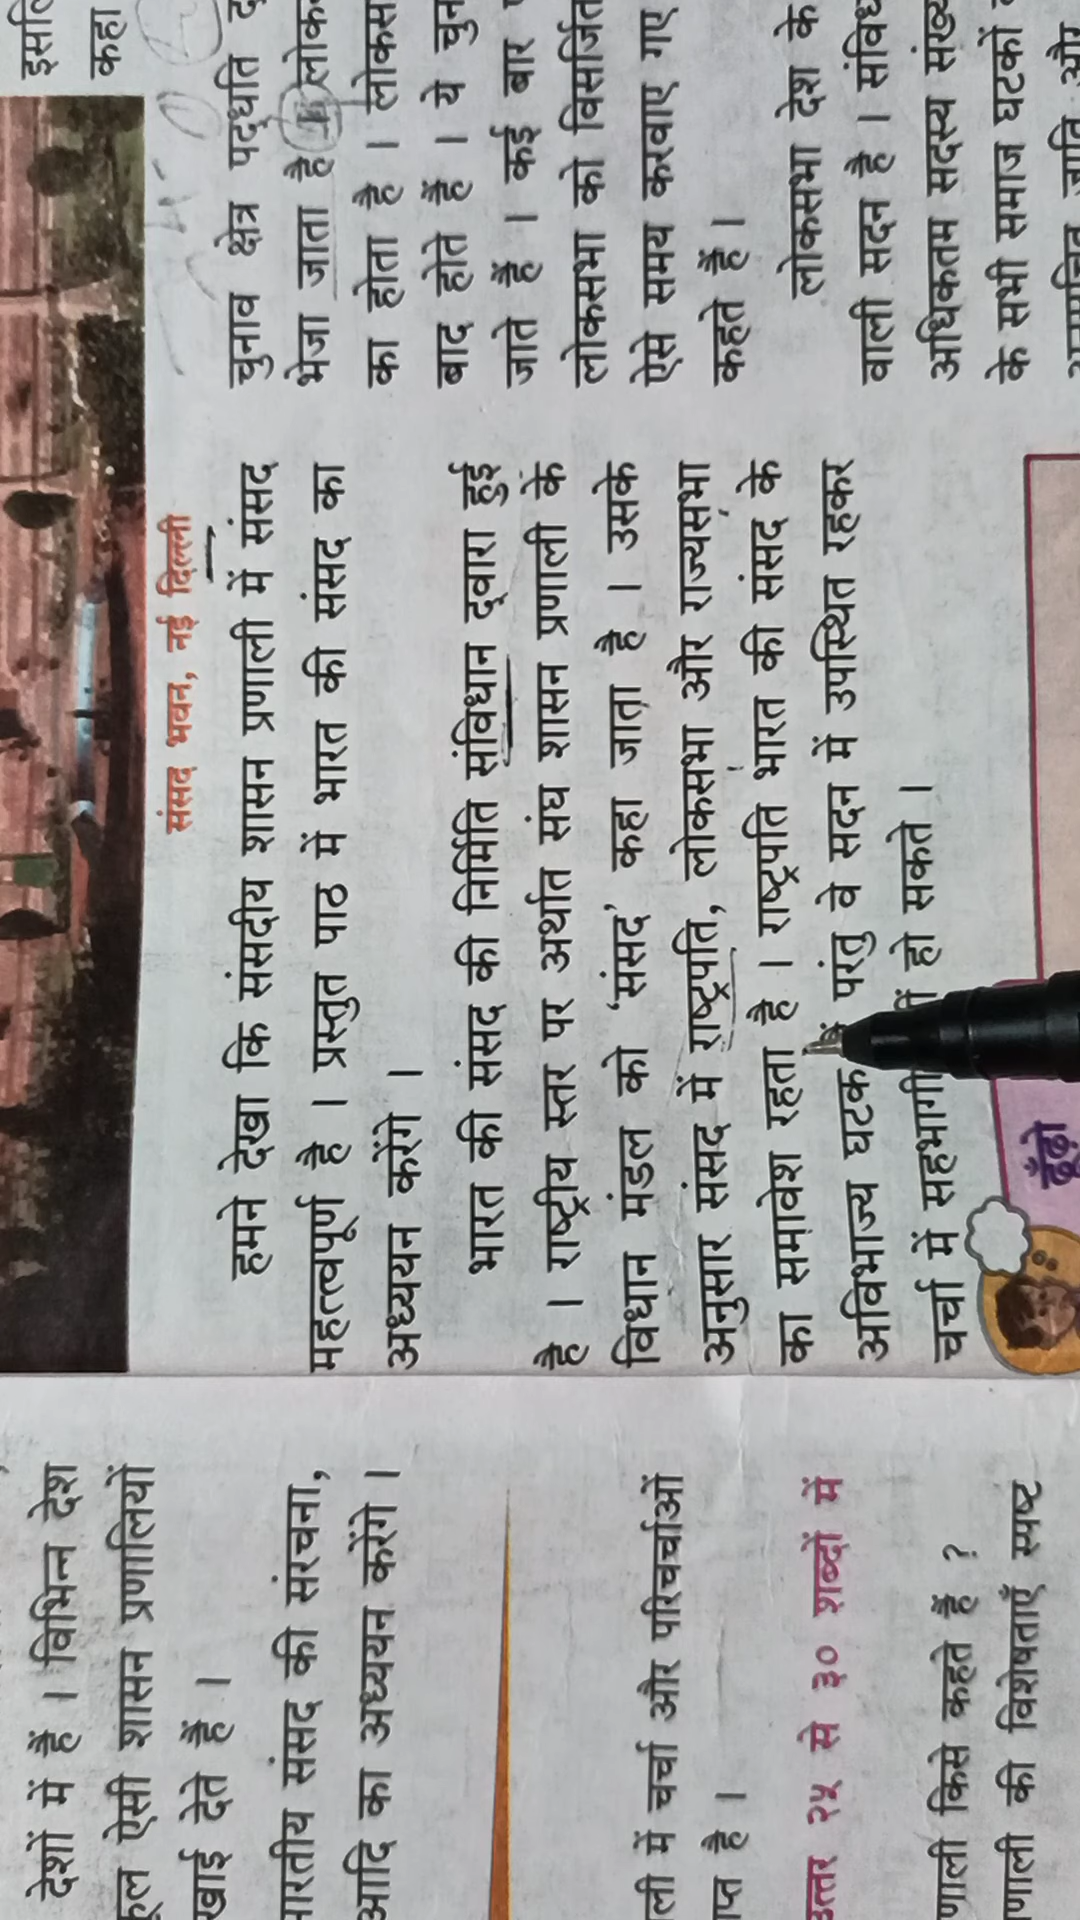 देशों में हैं । विभिन्न देश
ऐसी शासन प्रणालियों
देते हैं ।
संसद की संरचना,
आदि का अध्ययन करेंगे ।
में चर्चा और परिचर्चाओं
है ।
उत्तर २५ से ३० शब्दों में
किसे कहते हैं ?
की विशेषताएँ स्पष्ट
संसद भवन, नई दिल्ली
हमने देखा कि संसदीय शासन प्रणाली में संसद
महत्त्वपूर्ण है । प्रस्तुत पाठ में भारत की संसद का
अध्ययन करेंगे ।
भारत की संसद की निर्मिति संविधान द्वारा हुई
है । राष्ट्रीय स्तर पर अर्थात संघ शासन प्रणाली के
विधान मंडल को ‘संसद’ कहा जाता है । उसके
अनुसार संसद में राष्ट्रपति, लोकसभा और राज्यसभा
का समावेश रहता है । राष्ट्रपति भारत की संसद के
अविभाज्य घटक परंतु वे सदन में उपस्थित रहकर
चर्चा में सहभागी हो सकते ।
ढूँढ़ो
कहा
चुनाव क्षेत्र पद्धति
भेजा जाता है
का होता है ।
बाद होते हैं । ये
जाते हैं । कई बार
लोकसभा को विसर्जित
ऐसे समय करवाए गए
कहते हैं ।
लोकसभा देश के
वाली सदन है ।
अधिकतम सदस्य
के सभी समाज घटकों
जाति और